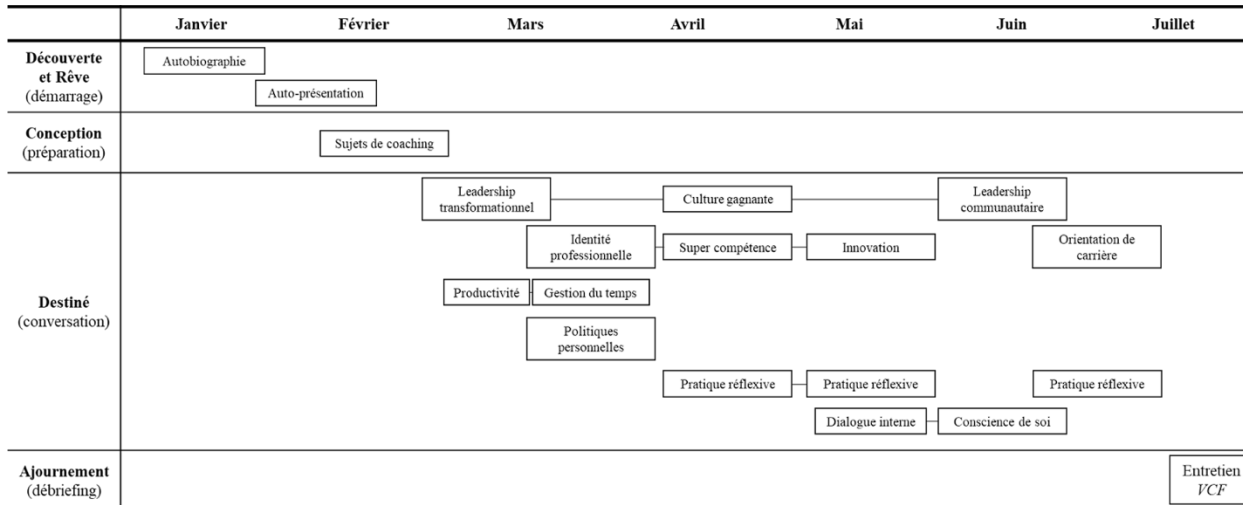 Janvier Février Mars Avril Mai Juin Juillet
Découverte
et Rêve
(démarrage)
Autobiographie
Auto-présentation
Conception
(préparation)
Sujets de coaching
Destiné
(conversation)
Leadership
transformationnel
Culture gagnante
Leadership
communautaire
Identité
professionnelle
Super compétence
Innovation
Orientation de
carrière
Productivité
Gestion du temps
Politiques
personnelles
Pratique réflexive
Pratique réflexive
Pratique réflexive
Dialogue interne
Conscience de soi
Ajournement
(débriefing)
Entretien
VCF